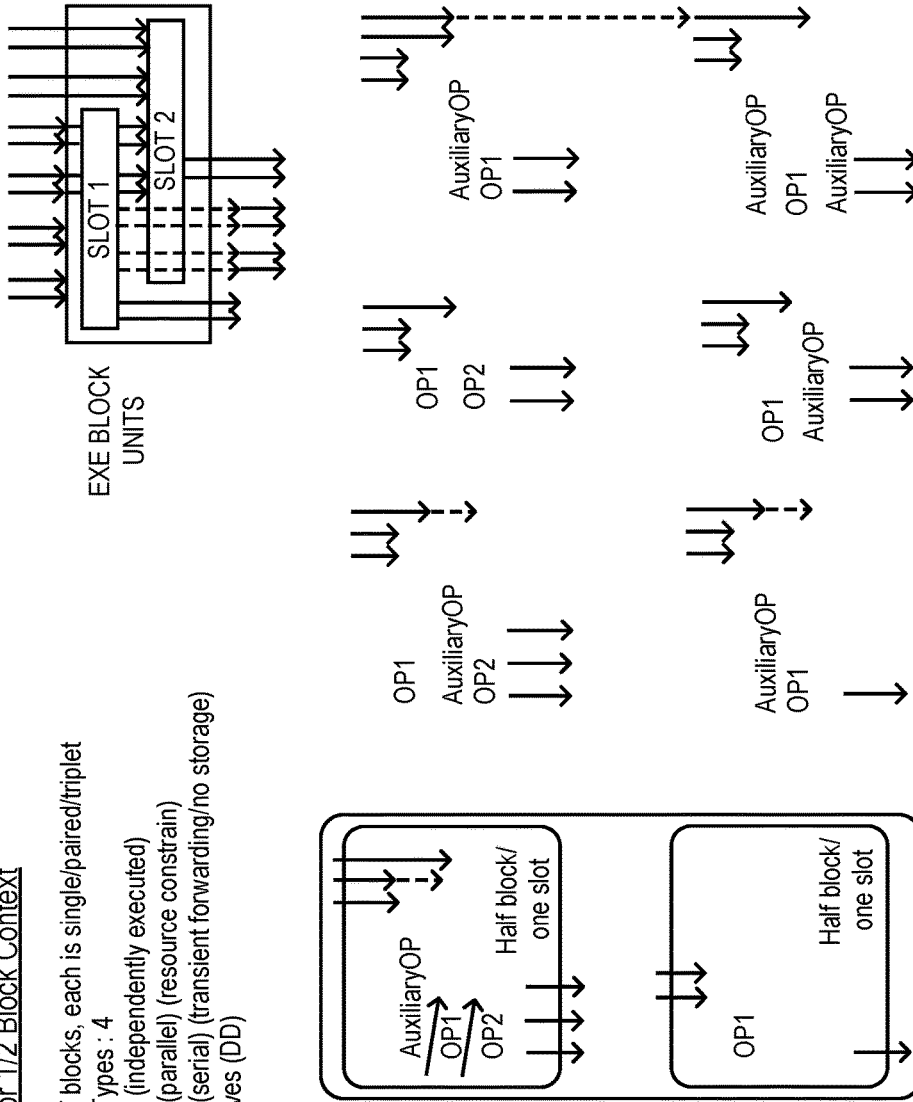 or 1/2 Block Context
blocks, each is single/paired/triplet
ypes : 4
(independently executed)
(parallel) (resource constrain)
(serial) (transient forwarding/no storage)
ves (DD)
EXE BLOCK
UNITS
SLOT 1
SLOT 2
AuxiliaryOP
OP1
OP2
Half block/
one slot
OP1
Half block/
one slot
OP1
AuxiliaryOP
OP2
OP1
OP2
AuxiliaryOP
OP1
AuxiliaryOP
OP1
OP1
AuxiliaryOP
AuxiliaryOP
OP1
AuxiliaryOP